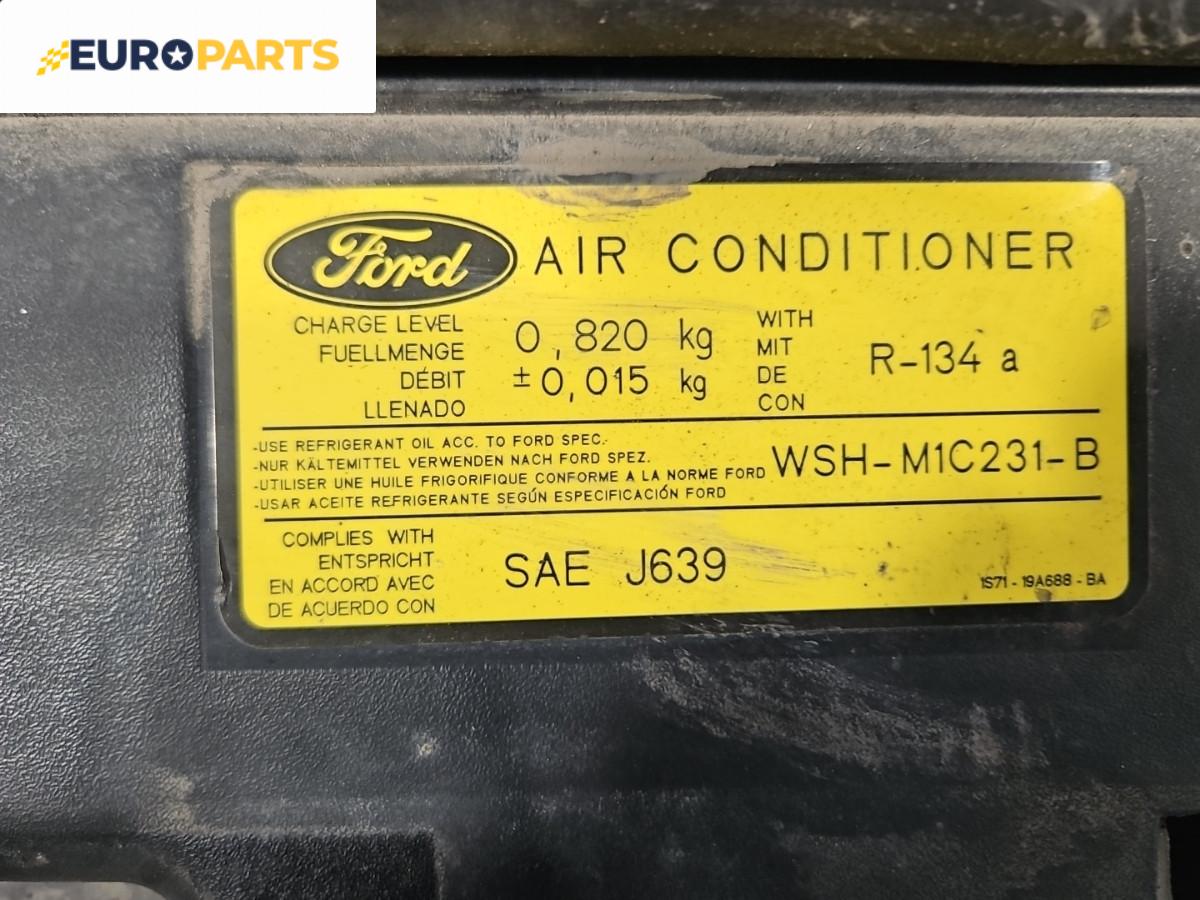 EUROPARTS
Ford AIR CONDITIONER
CHARGE LEVEL
FUELLMENGE
DÉBIT
LLENADO
0,820 kg
±0,015 kg
WITH
MIT
DE
CON
R-134 a
-USE REFRIGERANT OIL ACC. TO FORD SPEC.
-NUR KÄLTEMITTEL VERWENDEN NACH FORD SPEZ.
-UTILISER UNE HUILE FRIGORIFIQUE CONFORME A LA NORME FORD
-USAR ACEITE REFRIGERANTE SEGÚN ESPECIFICACIÓN FORD
WSH-M1C231-B
COMPLIES WITH
ENTSPRICHT
EN ACCORD AVEC
DE ACUERDO CON
SAE J639
1S71-19A688-BA